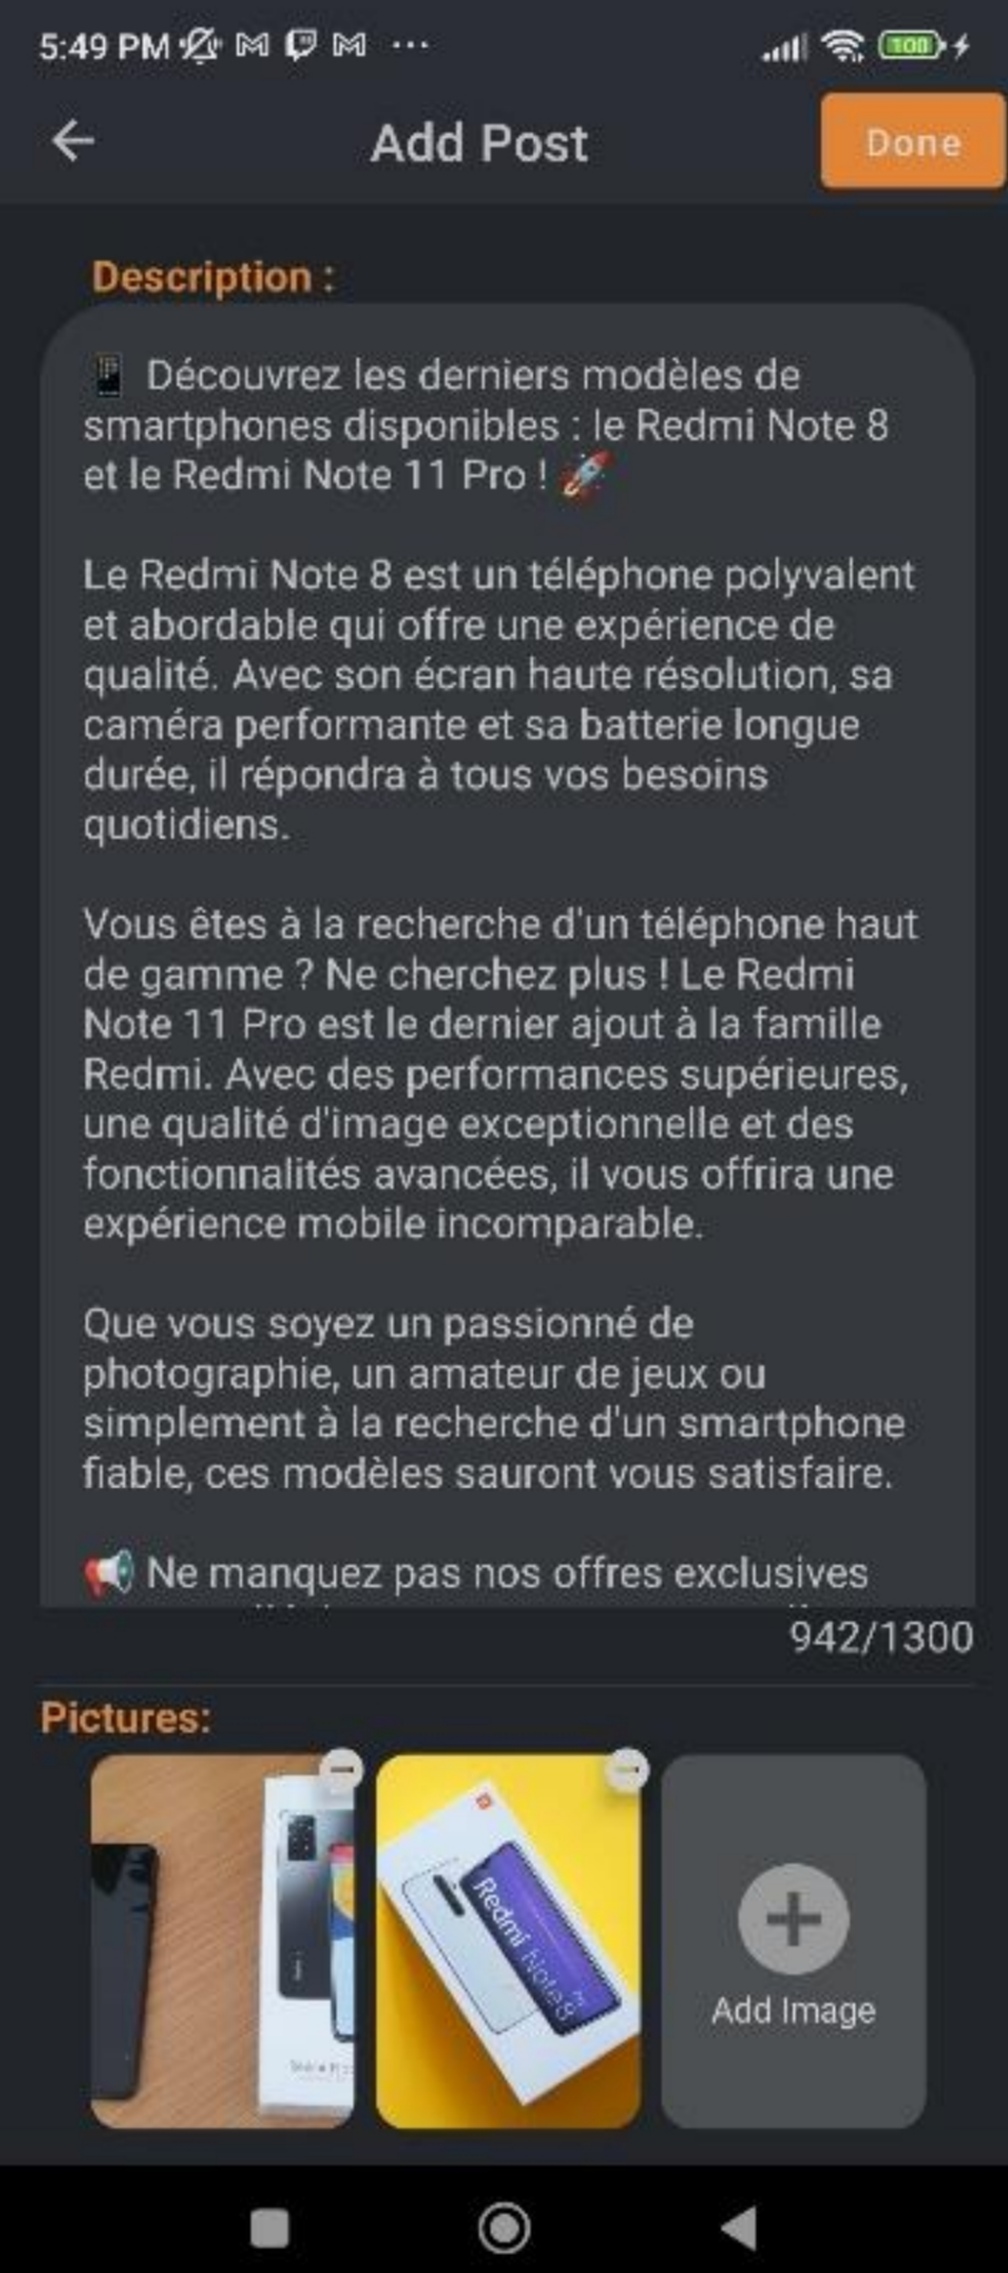 5:49 PM
100
Add Post
Done
Description :
📱 Découvrez les derniers modèles de
smartphones disponibles : le Redmi Note 8
et le Redmi Note 11 Pro ! 🚀
Le Redmi Note 8 est un téléphone polyvalent
et abordable qui offre une expérience de
qualité. Avec son écran haute résolution, sa
caméra performante et sa batterie longue
durée, il répondra à tous vos besoins
quotidiens.
Vous êtes à la recherche d'un téléphone haut
de gamme ? Ne cherchez plus ! Le Redmi
Note 11 Pro est le dernier ajout à la famille
Redmi. Avec des performances supérieures,
une qualité d'image exceptionnelle et des
fonctionnalités avancées, il vous offrira une
expérience mobile incomparable.
Que vous soyez un passionné de
photographie, un amateur de jeux ou
simplement à la recherche d'un smartphone
fiable, ces modèles sauront vous satisfaire.
📢 Ne manquez pas nos offres exclusives
942/1300
Pictures:
Redmi Note 8
Add Image